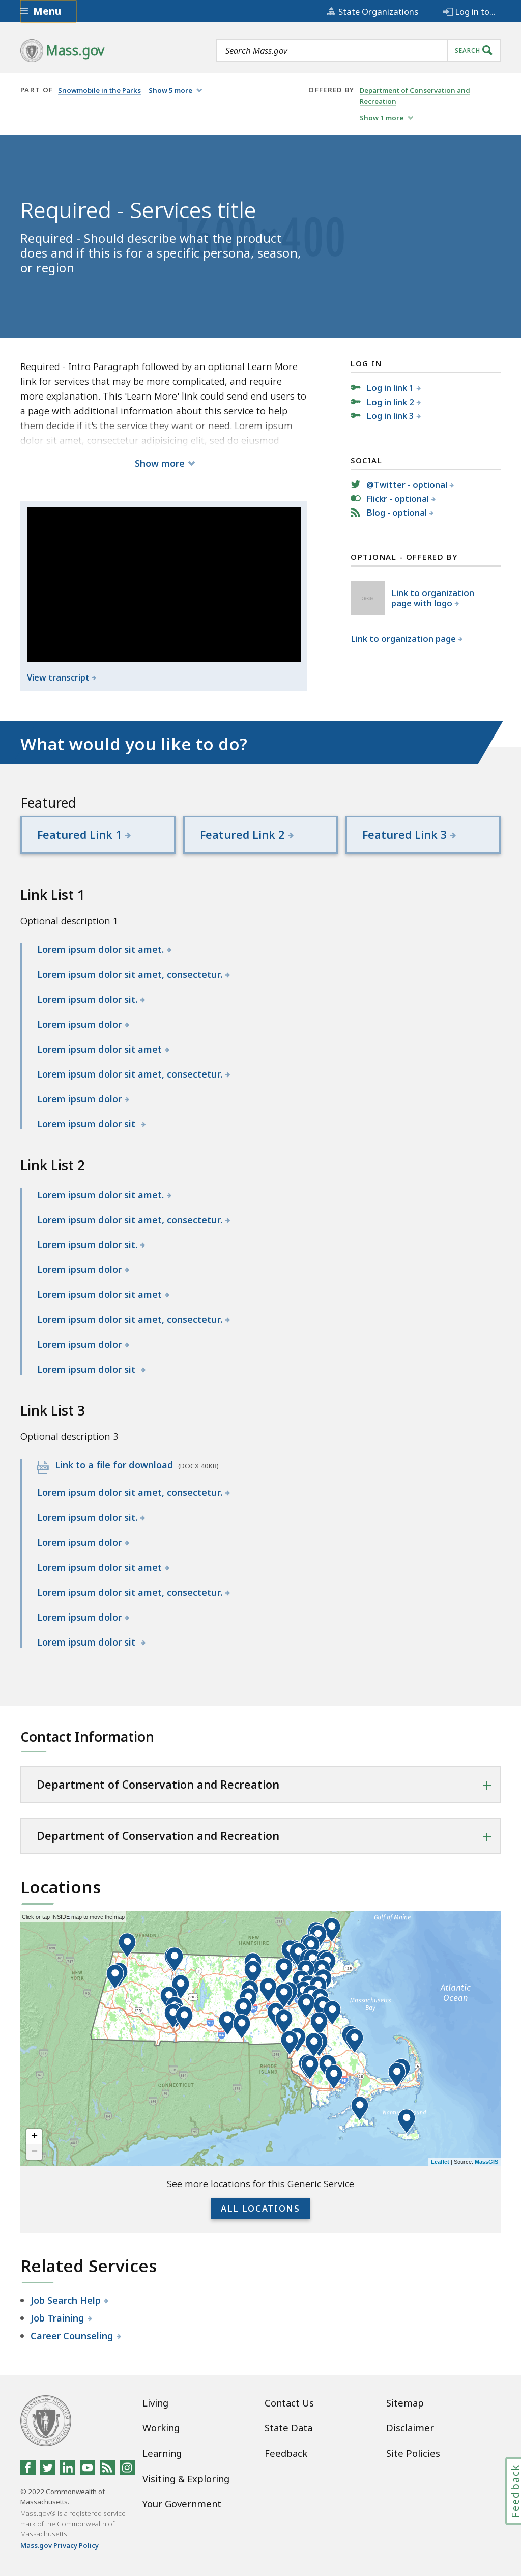 Menu
State Organizations
Log in to...
Mass.gov
Search Mass.gov
SEARCH
PART OF
Snowmobile in the Parks
Show 5 more
OFFERED BY
Department of Conservation and
Recreation
Show 1 more
Required - Services title
Required - Should describe what the product
does and if this is for a specific persona, season,
or region
Required - Intro Paragraph followed by an optional Learn More
link for services that may be more complicated, and require
more explanation. This 'Learn More' link could send end users to
a page with additional information about this service to help
them decide if it's the service they want or need. Lorem ipsum
dolor sit amet, consectetur adipisicing elit, sed do eiusmod
Show more
View transcript
LOG IN
Log in link 1
Log in link 2
Log in link 3
SOCIAL
@Twitter - optional
Flickr - optional
Blog - optional
OPTIONAL - OFFERED BY
Link to organization
page with logo
Link to organization page
What would you like to do?
Featured
Featured Link 1
Featured Link 2
Featured Link 3
Link List 1
Optional description 1
Lorem ipsum dolor sit amet.
Lorem ipsum dolor sit amet, consectetur.
Lorem ipsum dolor sit.
Lorem ipsum dolor
Lorem ipsum dolor sit amet
Lorem ipsum dolor sit amet, consectetur.
Lorem ipsum dolor
Lorem ipsum dolor sit
Link List 2
Lorem ipsum dolor sit amet.
Lorem ipsum dolor sit amet, consectetur.
Lorem ipsum dolor sit.
Lorem ipsum dolor
Lorem ipsum dolor sit amet
Lorem ipsum dolor sit amet, consectetur.
Lorem ipsum dolor
Lorem ipsum dolor sit
Link List 3
Optional description 3
Link to a file for download (DOCX 40KB)
Lorem ipsum dolor sit amet, consectetur.
Lorem ipsum dolor sit.
Lorem ipsum dolor
Lorem ipsum dolor sit amet
Lorem ipsum dolor sit amet, consectetur.
Lorem ipsum dolor
Lorem ipsum dolor sit
Contact Information
Department of Conservation and Recreation
+
Department of Conservation and Recreation
+
Locations
Click or tap INSIDE map to move the map
Gulf of Maine
NEW
HAMPSHIRE
NEW
YORK
Atlantic
Ocean
Massachusetts
Bay
CONNECTICUT
RHODE
ISLAND
+
−
Leaflet | Source: MassGIS
See more locations for this Generic Service
ALL LOCATIONS
Related Services
Job Search Help
Job Training
Career Counseling
Living
Working
Learning
Visiting & Exploring
Your Government
Contact Us
State Data
Feedback
Sitemap
Disclaimer
Site Policies
© 2022 Commonwealth of
Massachusetts.
Mass.gov® is a registered service
mark of the Commonwealth of
Massachusetts.
Mass.gov Privacy Policy
Feedback